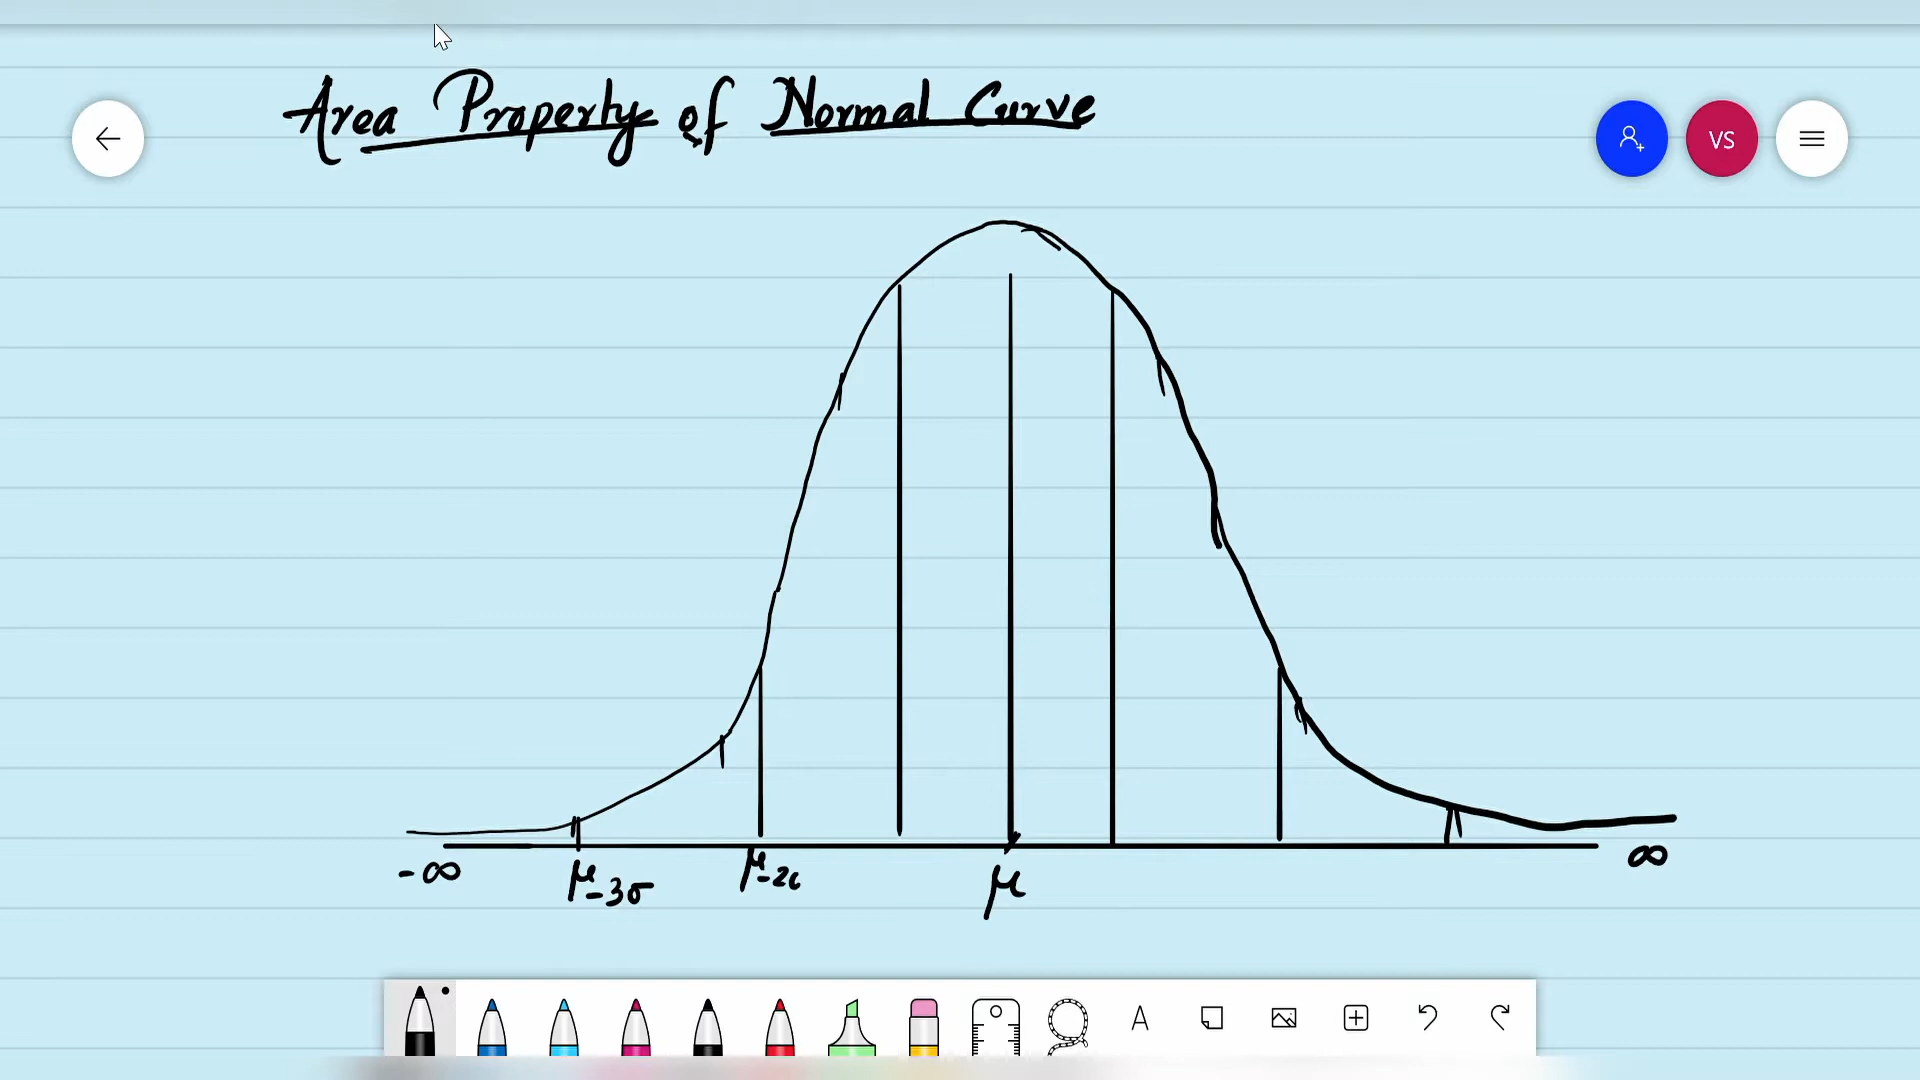 Area Property of Normal Curve
VS
-∞ μ-3σ μ-2σ μ ∞
A